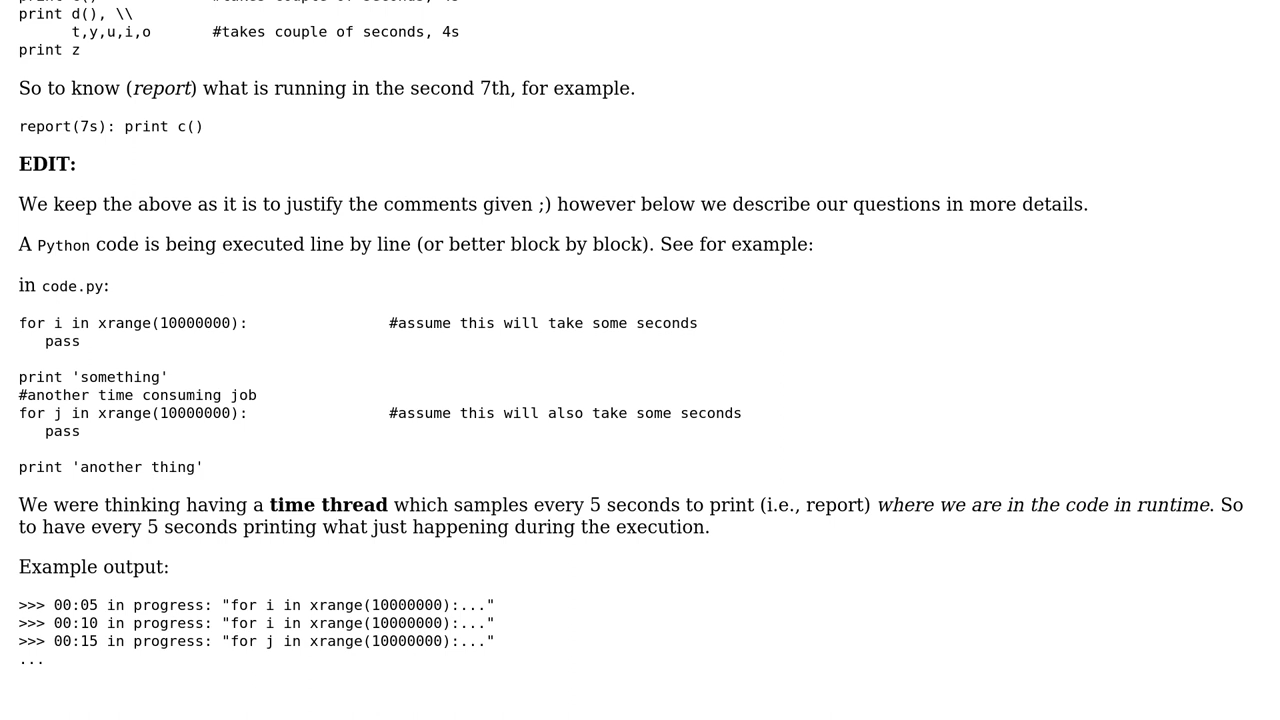 print d(), \\
      t,y,u,i,o       #takes couple of seconds, 4s
print z
So to know (report) what is running in the second 7th, for example.
report(7s): print c()
EDIT:
We keep the above as it is to justify the comments given ;) however below we describe our questions in more details.
A Python code is being executed line by line (or better block by block). See for example:
in code.py:
for i in xrange(10000000):                #assume this will take some seconds
   pass
print 'something'
#another time consuming job
for j in xrange(10000000):                #assume this will also take some seconds
   pass
print 'another thing'
We were thinking having a time thread which samples every 5 seconds to print (i.e., report) where we are in the code in runtime. So
to have every 5 seconds printing what just happening during the execution.
Example output:
>>> 00:05 in progress: "for i in xrange(10000000):..."
>>> 00:10 in progress: "for i in xrange(10000000):..."
>>> 00:15 in progress: "for j in xrange(10000000):..."
...